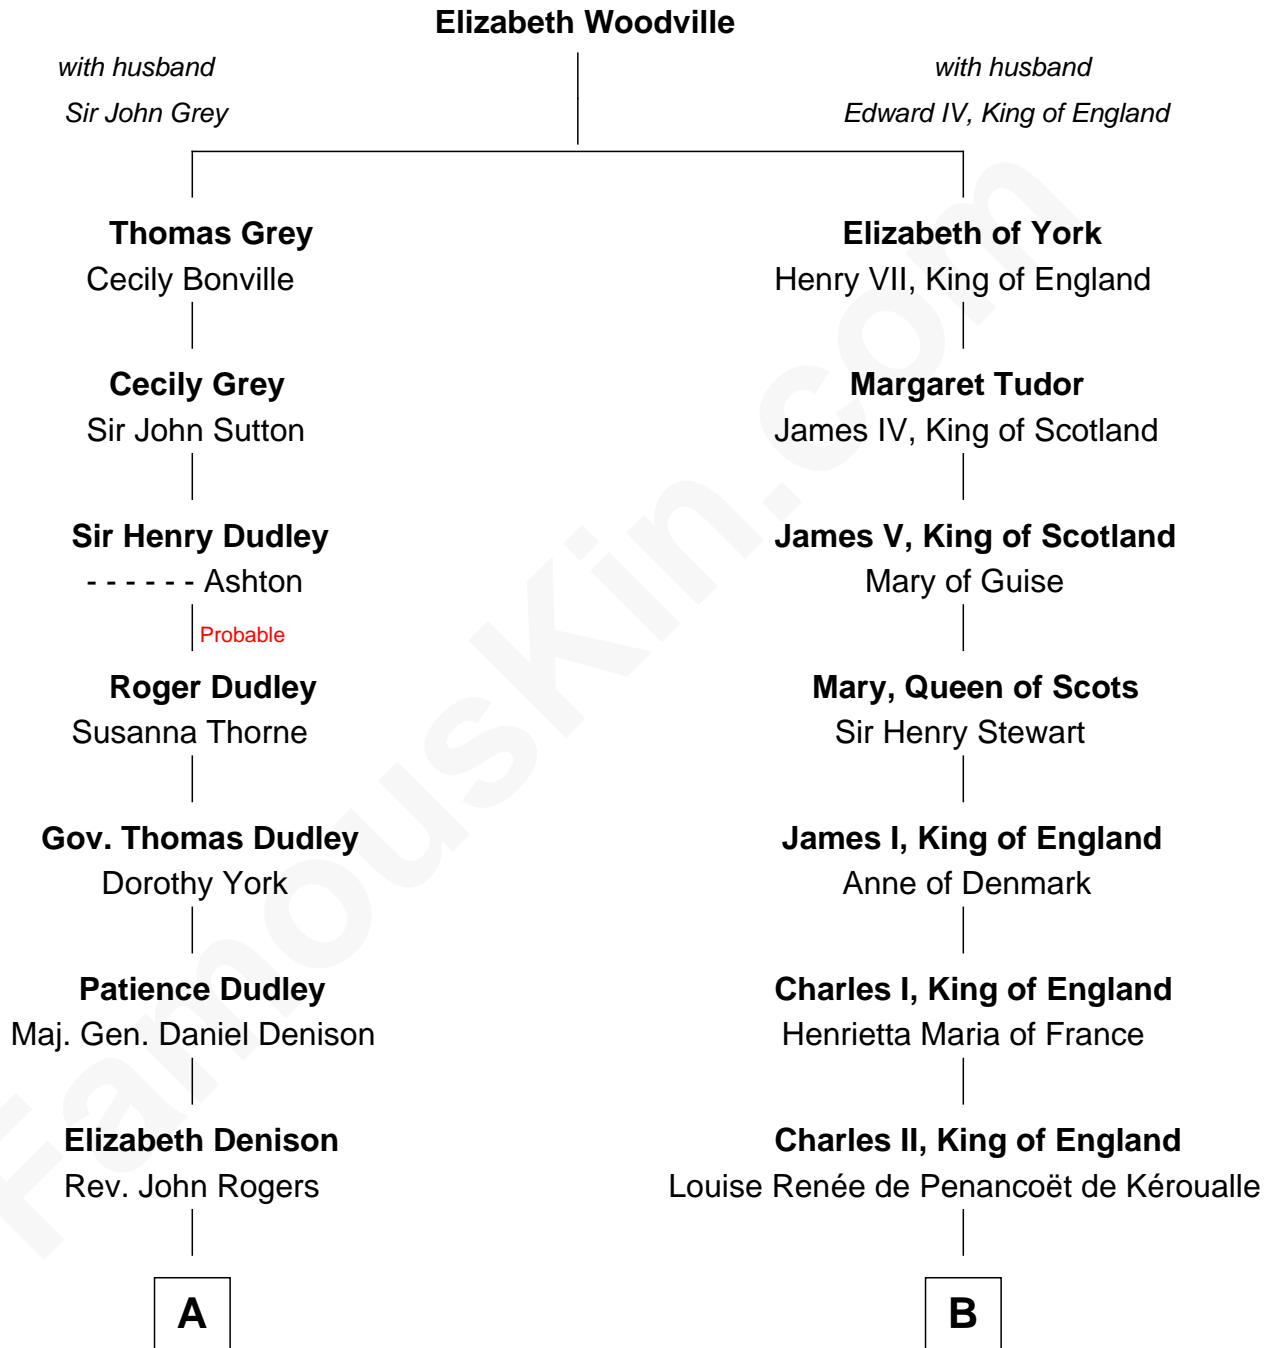 Elizabeth Woodville
with husband
Sir John Grey
with husband
Edward IV, King of England
Thomas Grey
Cecily Bonville
Elizabeth of York
Henry VII, King of England
Cecily Grey
Sir John Sutton
Margaret Tudor
James IV, King of Scotland
Sir Henry Dudley
- - - - - - Ashton
Probable
James V, King of Scotland
Mary of Guise
Roger Dudley
Susanna Thorne
Mary, Queen of Scots
Sir Henry Stewart
Gov. Thomas Dudley
Dorothy York
James I, King of England
Anne of Denmark
Patience Dudley
Maj. Gen. Daniel Denison
Charles I, King of England
Henrietta Maria of France
Elizabeth Denison
Rev. John Rogers
Charles II, King of England
Louise Renée de Penancoët de Kéroualle
A
B
FamousKin.com